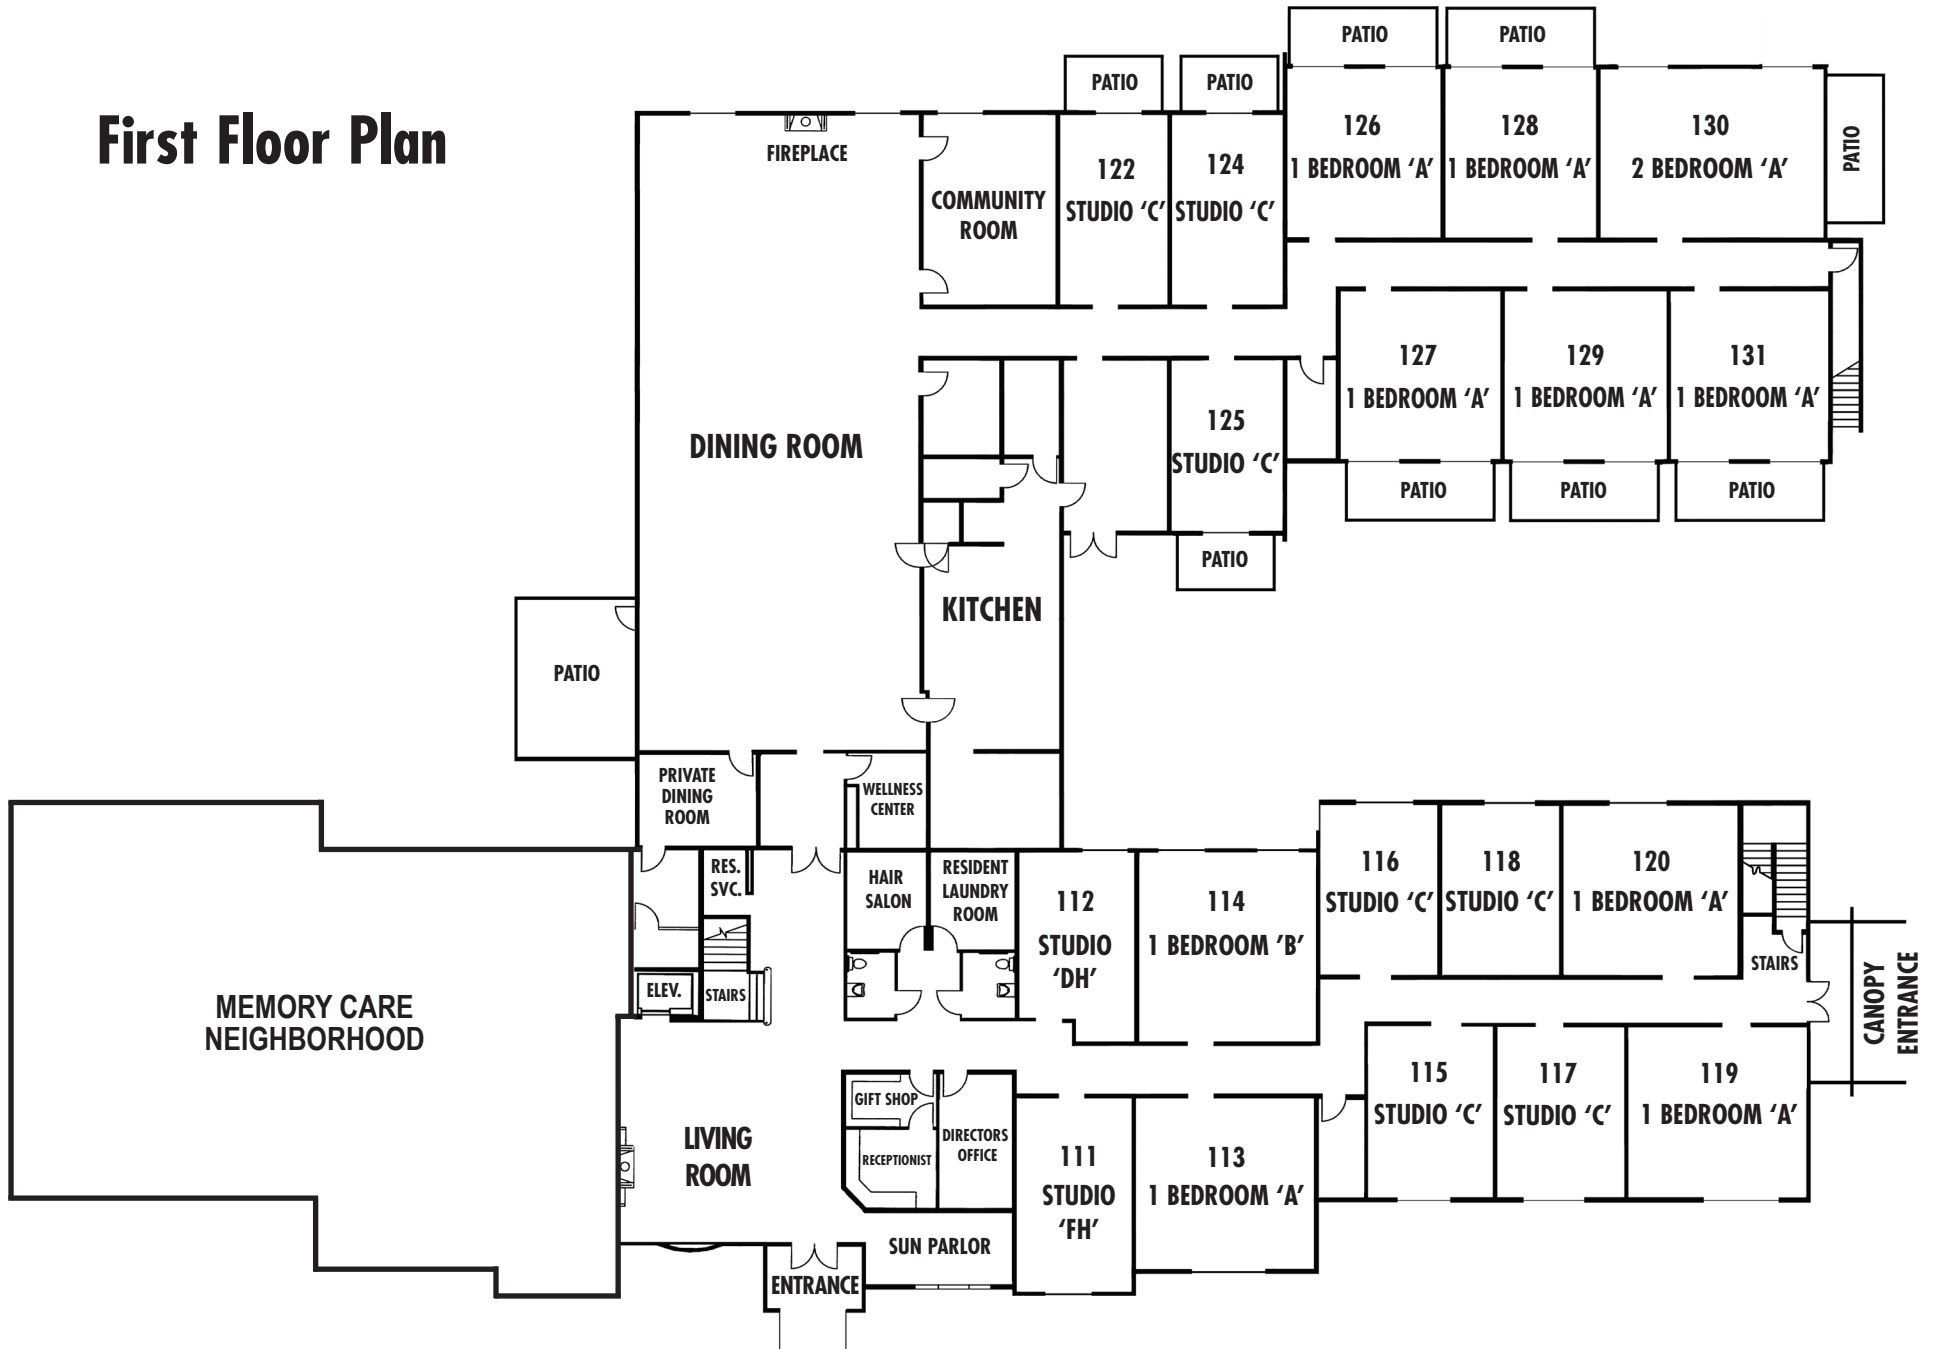 First Floor Plan
PATIO
PATIO
PATIO
PATIO
126
1 BEDROOM ‘A’
128
1 BEDROOM ‘A’
130
2 BEDROOM ‘A’
PATIO
FIREPLACE
COMMUNITY
ROOM
122
STUDIO ‘C’
124
STUDIO ‘C’
127
1 BEDROOM ‘A’
129
1 BEDROOM ‘A’
131
1 BEDROOM ‘A’
125
STUDIO ‘C’
DINING ROOM
PATIO
PATIO
PATIO
PATIO
KITCHEN
PATIO
PRIVATE
DINING
ROOM
WELLNESS
CENTER
RES.
SVC.
HAIR
SALON
RESIDENT
LAUNDRY
ROOM
112
STUDIO
‘DH’
114
1 BEDROOM ’B’
116
STUDIO ‘C’
118
STUDIO ‘C’
120
1 BEDROOM ‘A’
STAIRS
CANOPY
ENTRANCE
ELEV.
STAIRS
MEMORY CARE
NEIGHBORHOOD
GIFT SHOP
RECEPTIONIST
DIRECTORS
OFFICE
LIVING
ROOM
111
STUDIO
‘FH’
113
1 BEDROOM ‘A’
115
STUDIO ‘C’
117
STUDIO ‘C’
119
1 BEDROOM ‘A’
SUN PARLOR
ENTRANCE